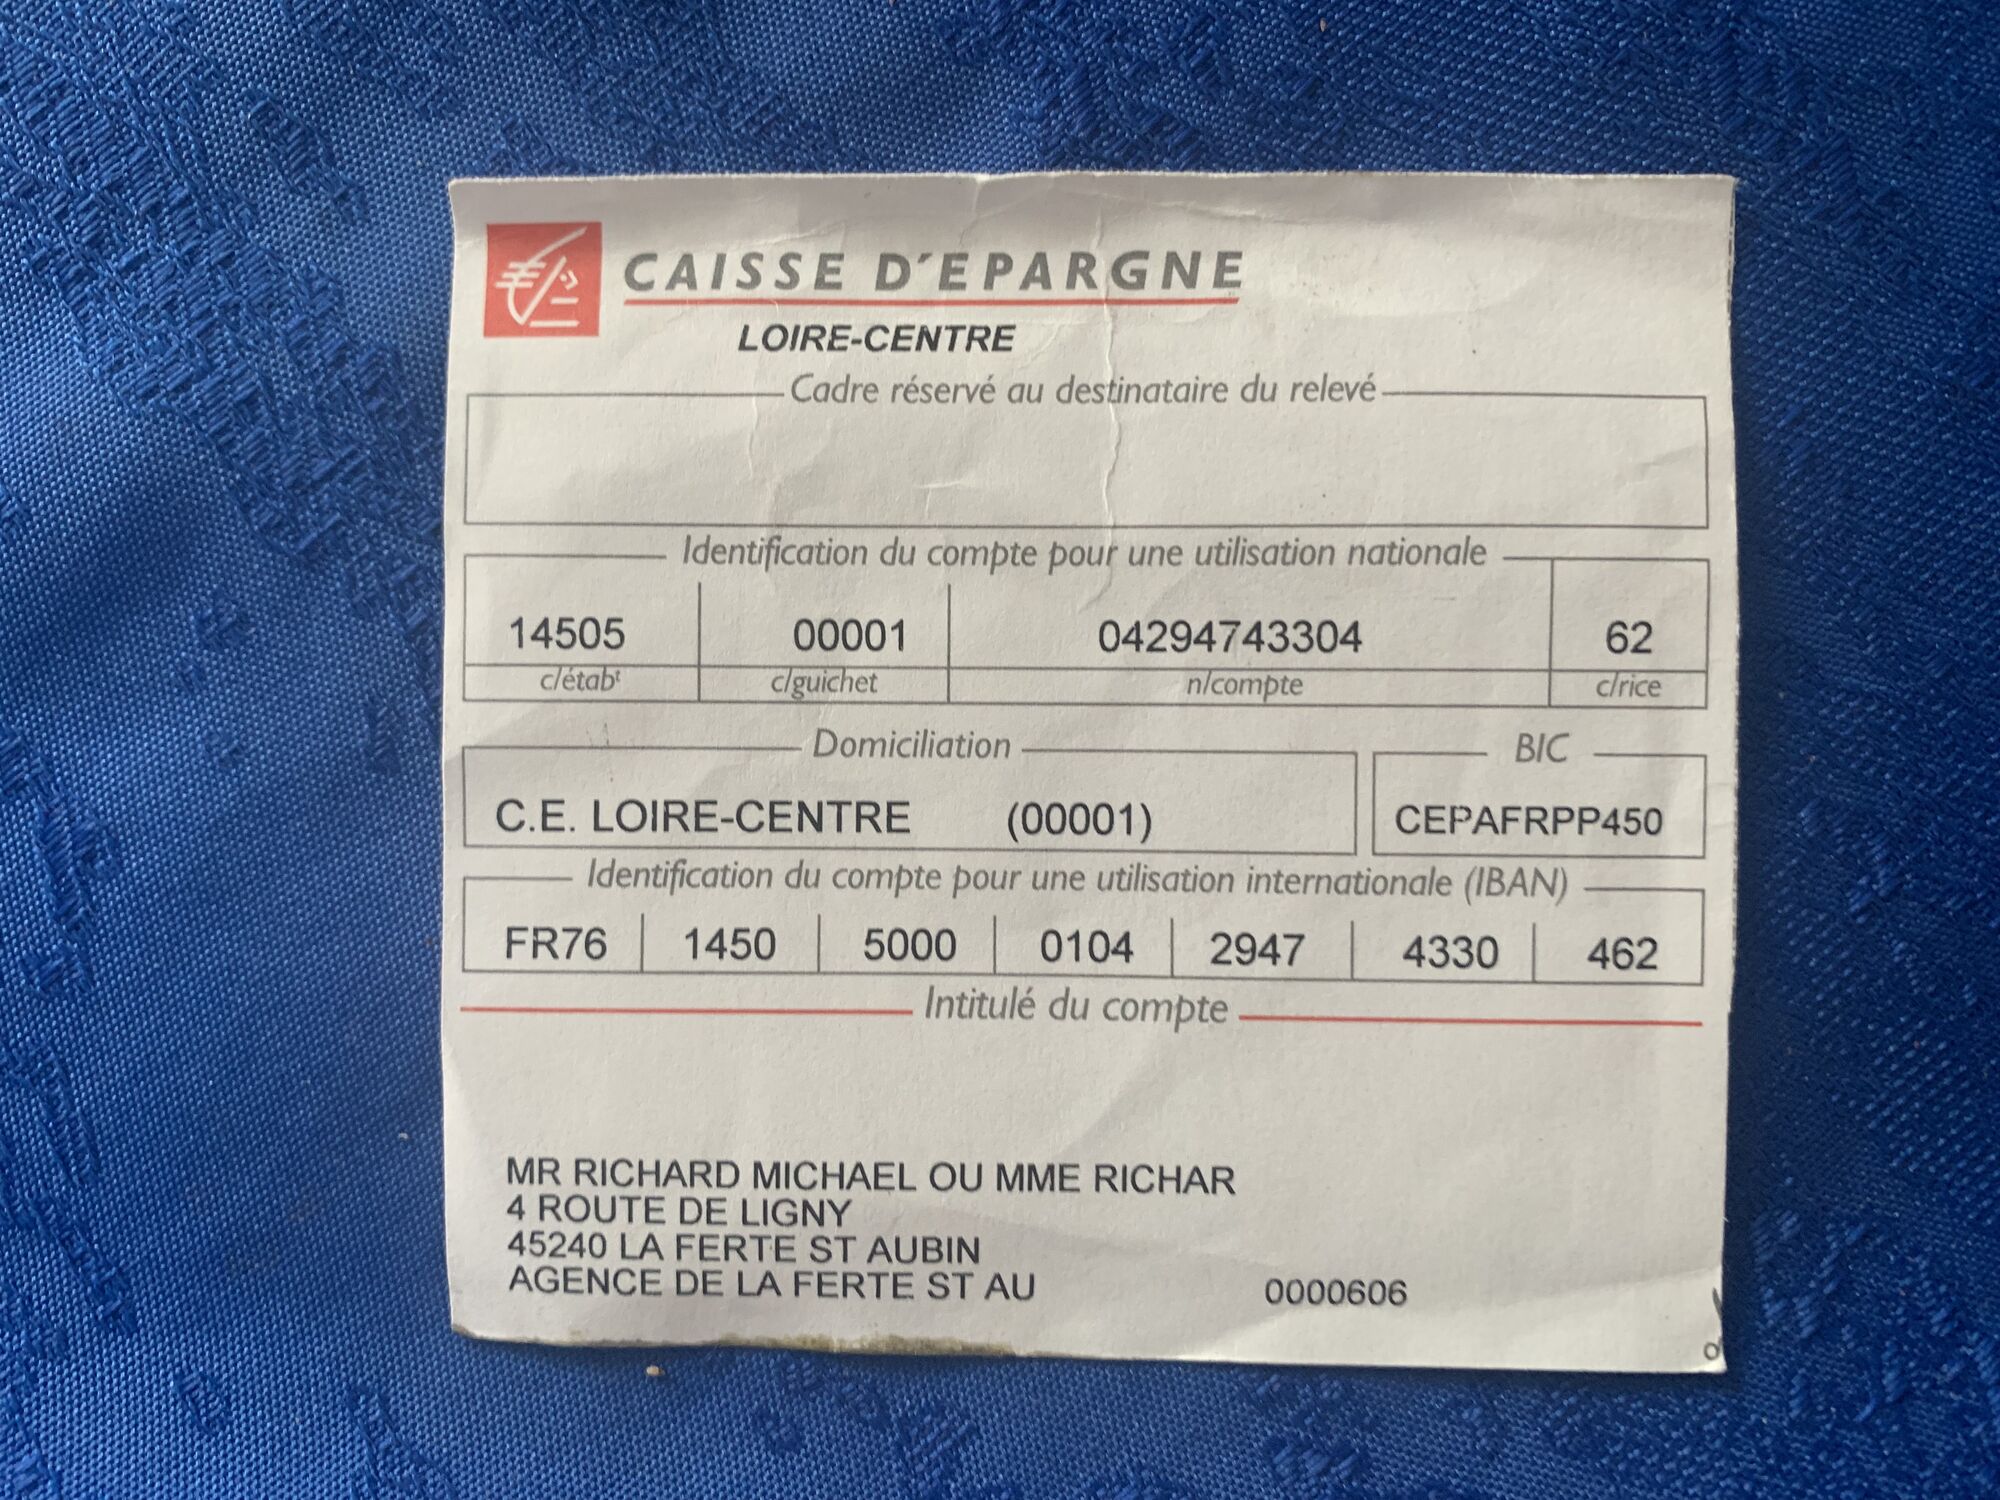 CAISSE D'EPARGNE
LOIRE-CENTRE
Cadre réservé au destinataire du relevé
Identification du compte pour une utilisation nationale
14505 00001 04294743304 62
c/étabt c/guichet n/compte c/rice
Domiciliation BIC
C.E. LOIRE-CENTRE (00001) CEPAFRPP450
Identification du compte pour une utilisation internationale (IBAN)
FR76 1450 5000 0104 2947 4330 462
Intitulé du compte
MR RICHARD MICHAEL OU MME RICHAR
4 ROUTE DE LIGNY
45240 LA FERTE ST AUBIN
AGENCE DE LA FERTE ST AU 0000606